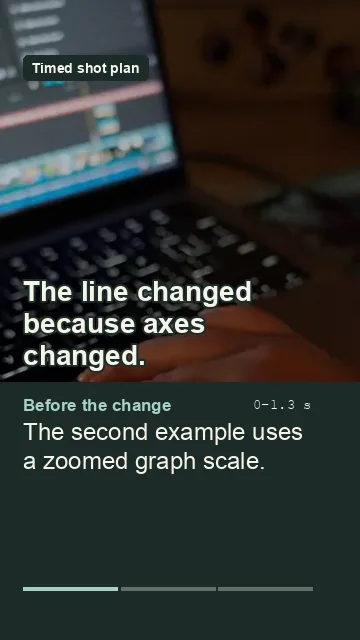 Timed shot plan
The line changed
because axes
changed.
Before the change
0–1.3 s
The second example uses
a zoomed graph scale.